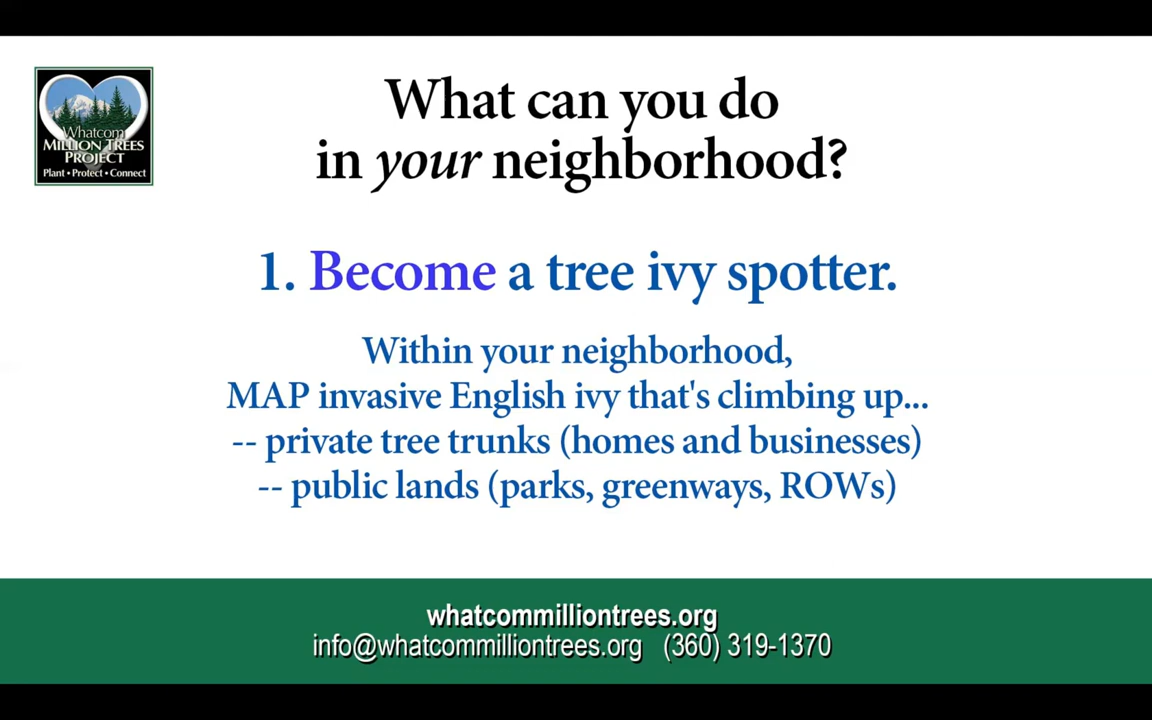 Whatcom
MILLION TREES
PROJECT
Plant • Protect • Connect
What can you do
in your neighborhood?
1. Become a tree ivy spotter.
Within your neighborhood,
MAP invasive English ivy that's climbing up...
-- private tree trunks (homes and businesses)
-- public lands (parks, greenways, ROWs)
whatcommilliontrees.org
info@whatcommilliontrees.org (360) 319-1370